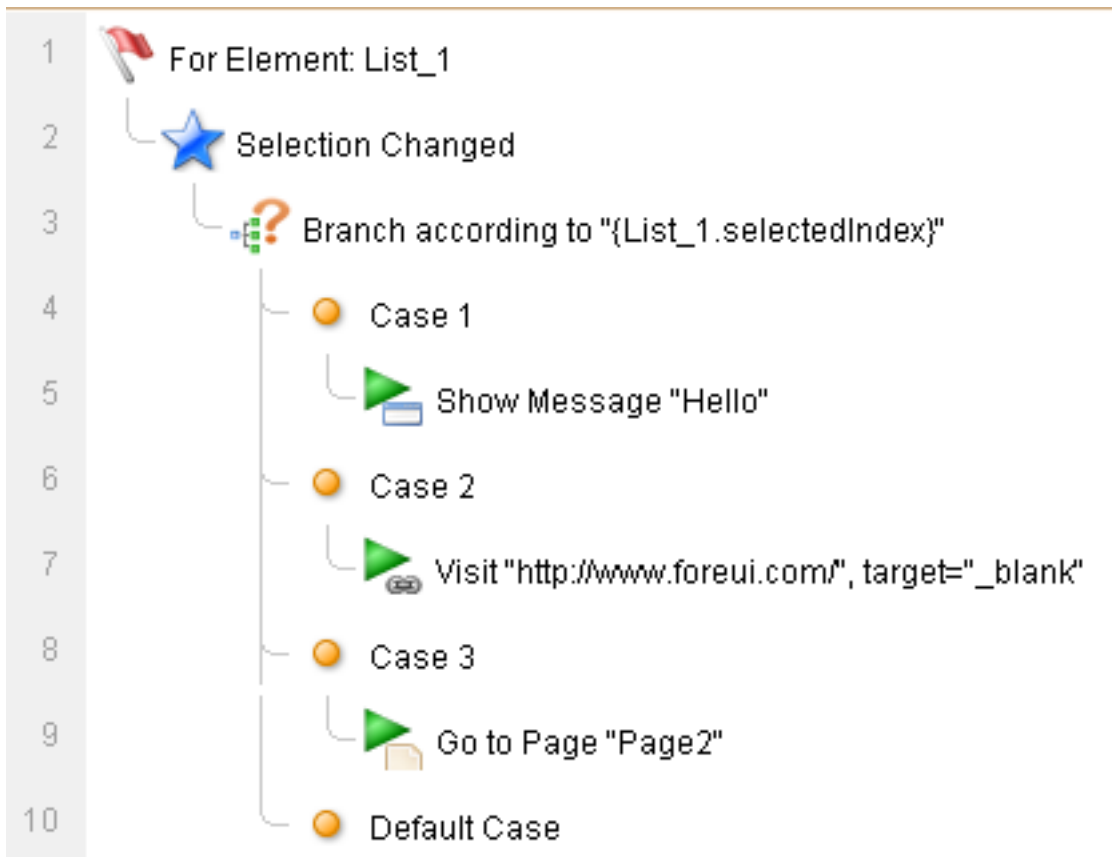 1 For Element: List_1
2 Selection Changed
3 Branch according to "{List_1.selectedIndex}"
4 Case 1
5 Show Message "Hello"
6 Case 2
7 Visit "http://www.foreui.com/", target="_blank"
8 Case 3
9 Go to Page "Page2"
10 Default Case